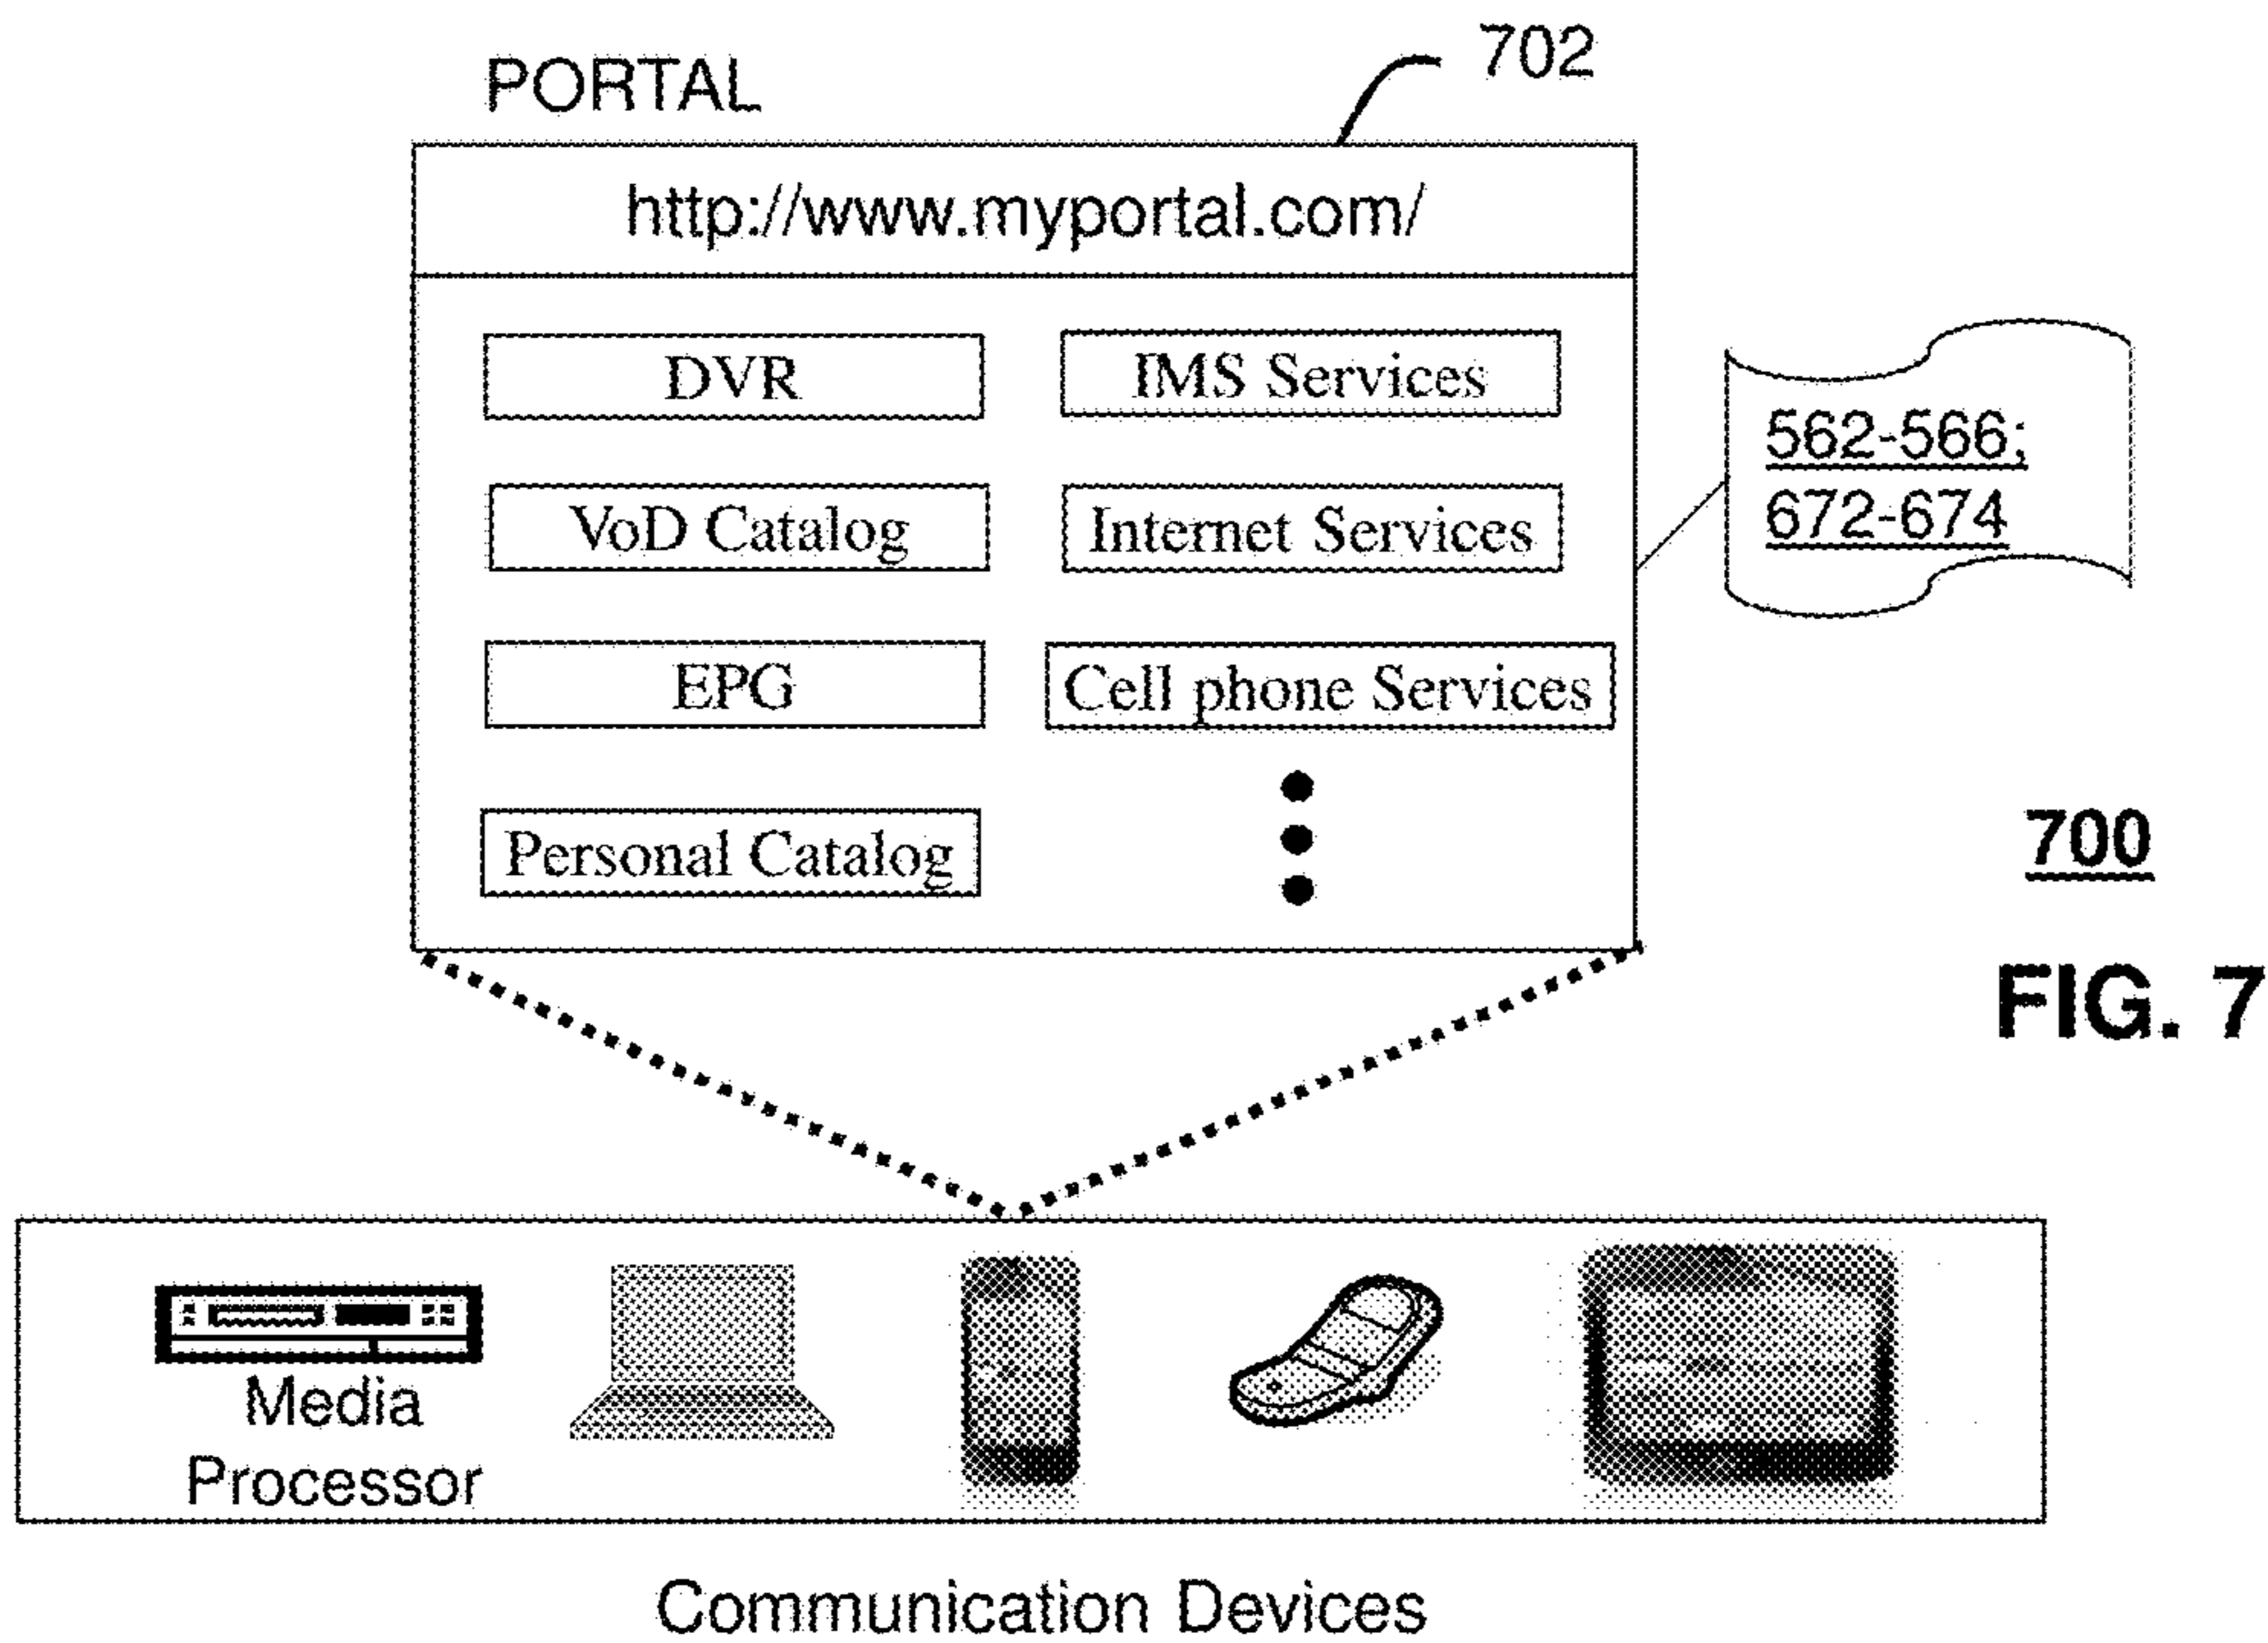 PORTAL
702
http://www.myportal.com/
DVR
IMS Services
VoD Catalog
Internet Services
EPG
Cell phone Services
Personal Catalog
562-566;
672-674
700
FIG. 7
Media
Processor
Communication Devices